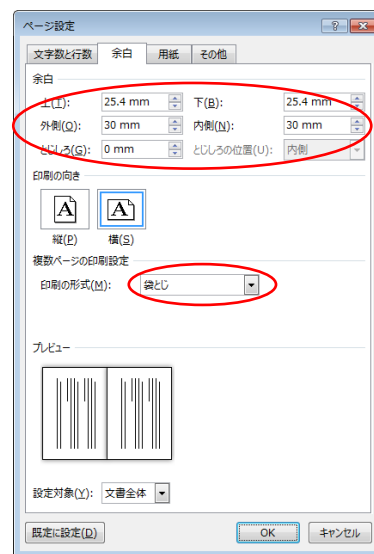 ページ設定
文字数と行数 余白 用紙 その他
余白
上(T): 25.4 mm 下(B): 25.4 mm
外側(O): 30 mm 内側(N): 30 mm
とじしろ(G): 0 mm とじしろの位置(U): 内側
印刷の向き
A A
縦(P) 横(S)
複数ページの印刷設定
印刷の形式(M): 袋とじ
プレビュー
設定対象(Y): 文書全体
既定に設定(D) OK キャンセル